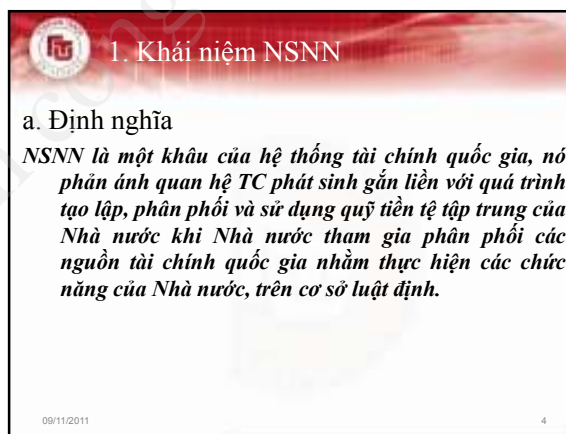 1. Khái niệm NSNN
a. Định nghĩa
NSNN là một khâu của hệ thống tài chính quốc gia, nó
phản ánh quan hệ TC phát sinh gắn liền với quá trình
tạo lập, phân phối và sử dụng quỹ tiền tệ tập trung của
Nhà nước khi Nhà nước tham gia phân phối các
nguồn tài chính quốc gia nhằm thực hiện các chức
năng của Nhà nước, trên cơ sở luật định.
09/11/2011
4